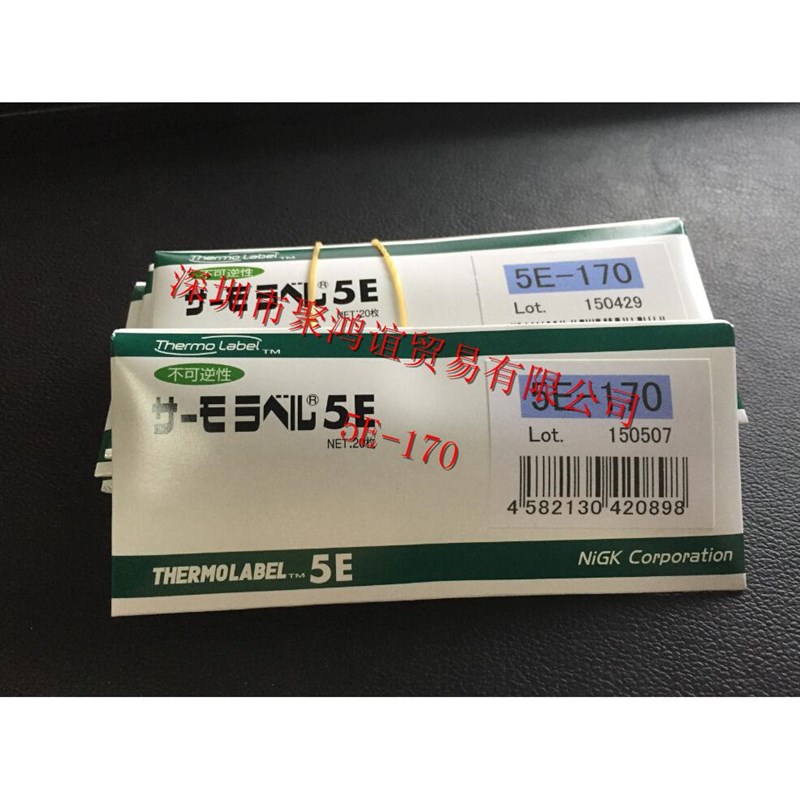 Thermo Label TM
不可逆性
サーモラベル® 5E
NET:20枚
5E-170
Lot. 150429
Thermo Label TM
不可逆性
サーモラベル® 5E
NET:20枚
5E-170
Lot. 150507
4 582130 420898
THERMOLABEL TM 5E
NiGK Corporation
深圳市聚鸿谊贸易有限公司
5E-170